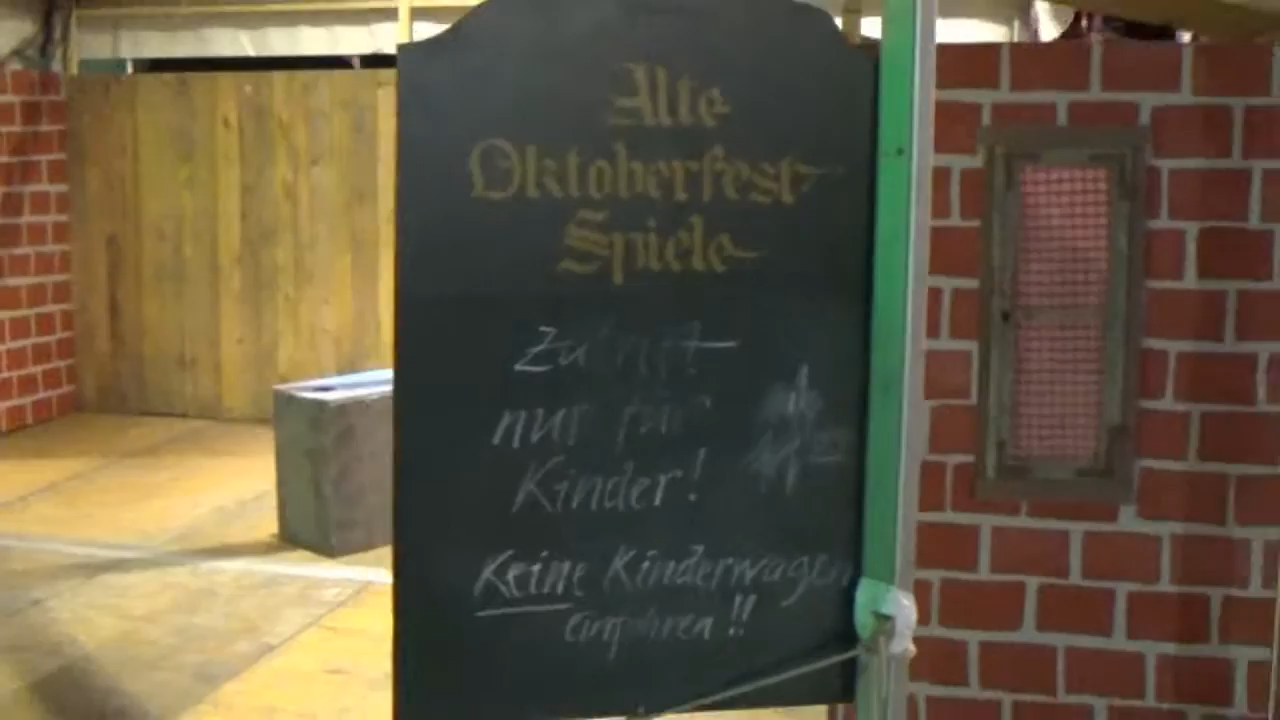 Alte
Oktoberfest
Spiele
Zutritt
nur für
Kinder!
Keine Kinderwagen
einfahren!!